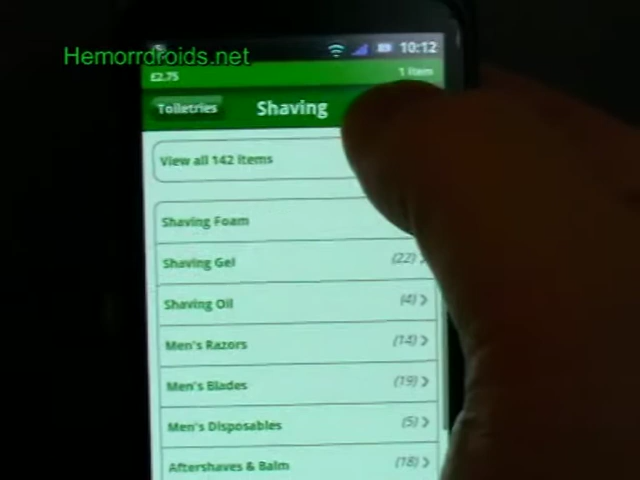 Hemorrdroids.net
10:12
£2.75
1 item
Toiletries
Shaving
View all 142 items
Shaving Foam
Shaving Gel
(22)
Shaving Oil
(4)
Men's Razors
(14)
Men's Blades
(19)
Men's Disposables
(5)
Aftershaves & Balm
(18)